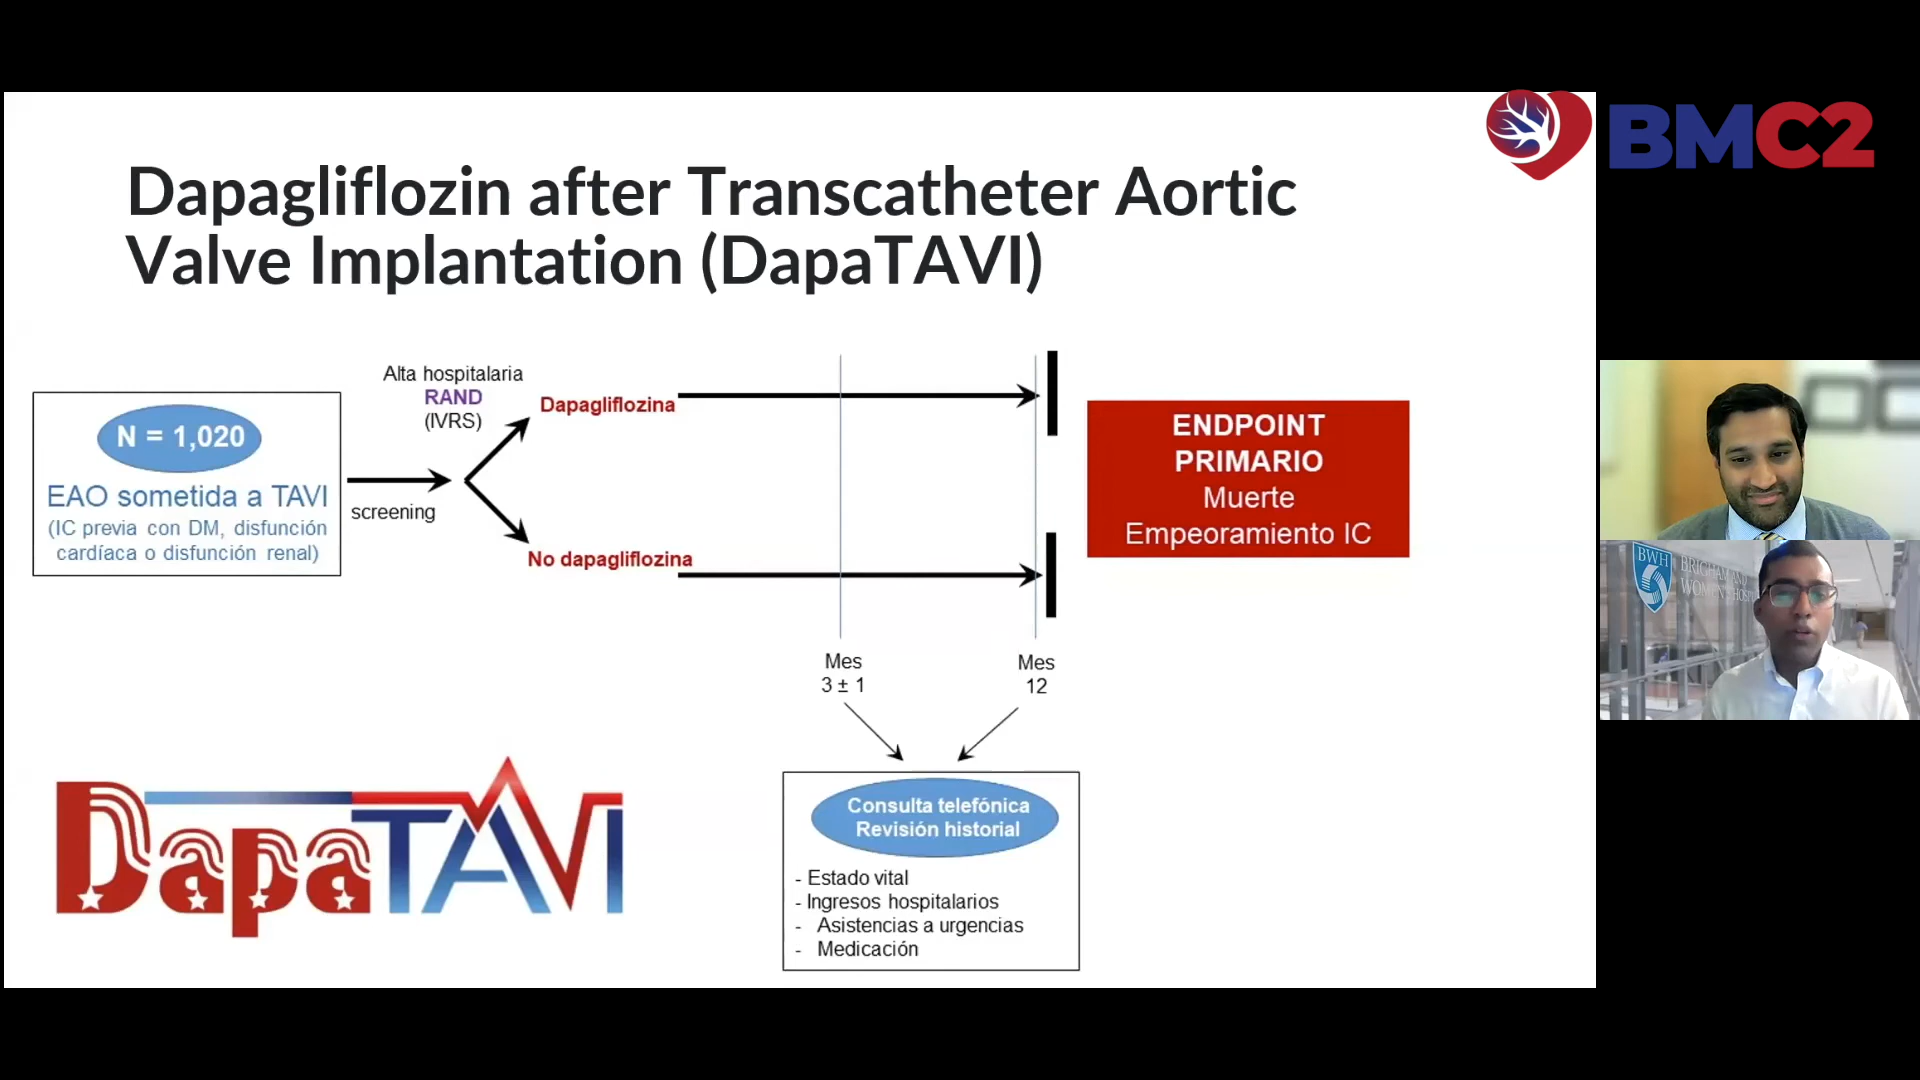 BMC2
Dapagliflozin after Transcatheter Aortic
Valve Implantation (DapaTAVI)
N = 1,020
EAO sometida a TAVI
(IC previa con DM, disfunción
cardíaca o disfunción renal)
screening
Alta hospitalaria
RAND
(IVRS)
Dapagliflozina
No dapagliflozina
ENDPOINT
PRIMARIO
Muerte
Empeoramiento IC
Mes
3 ± 1
Mes
12
Consulta telefónica
Revisión historial
- Estado vital
- Ingresos hospitalarios
- Asistencias a urgencias
- Medicación
DapaTAVI
BWH
BRIGHAM AND
WOMEN'S HOSP